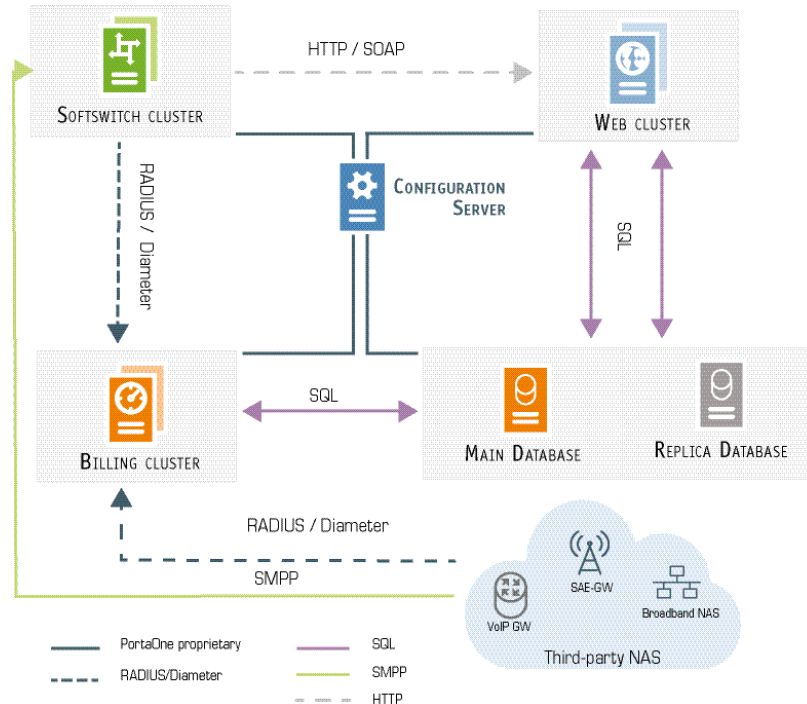 HTTP / SOAP
SOFTSWITCH CLUSTER
WEB CLUSTER
RADIUS / Diameter
CONFIGURATION
SERVER
SQL
SQL
BILLING CLUSTER
MAIN DATABASE
REPLICA DATABASE
RADIUS / Diameter
SMPP
SAE-GW
VoIP GW
Broadband NAS
Third-party NAS
PortaOne proprietary
SQL
RADIUS/Diameter
SMPP
HTTP